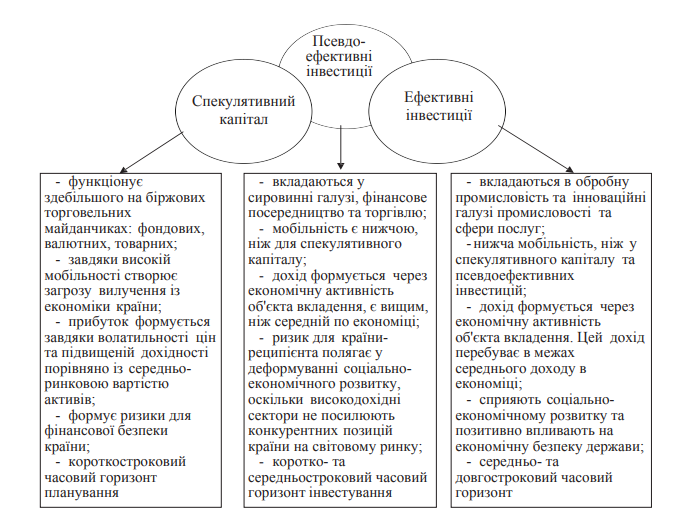 Псевдо-
ефективні
інвестиції
Спекулятивний
капітал
Ефективні
інвестиції
- функціонує
здебільшого на біржових
торговельних
майданчиках: фондових,
валютних, товарних;
- завдяки високій
мобільності створює
загрозу вилучення із
економіки країни;
- прибуток формується
завдяки волатильності цін
та підвищеній дохідності
порівняно із середньо-
ринковою вартістю
активів;
- формує ризики для
фінансової безпеки
країни;
- короткостроковий
часовий горизонт
планування
- вкладаються у
сировинні галузі, фінансове
посередництво та торгівлю;
- мобільність є нижчою,
ніж для спекулятивного
капіталу;
- дохід формується через
економічну активність
об'єкта вкладення, є вищим,
ніж середній по економіці;
- ризик для країни-
реципієнта полягає у
деформуванні соціально-
економічного розвитку,
оскільки високодохідні
сектори не посилюють
конкурентних позицій
країни на світовому ринку;
- коротко- та
середньостроковий часовий
горизонт інвестування
- вкладаються в обробну
промисловість та інноваційні
галузі промисловості та
сфери послуг;
- нижча мобільність, ніж у
спекулятивного капіталу та
псевдоефективних
інвестицій;
- дохід формується через
економічну активність
об'єкта вкладення. Цей дохід
перебуває в межах
середнього доходу в
економіці;
- сприяють соціально-
економічному розвитку та
позитивно впливають на
економічну безпеку держави;
- середньо- та
довгостроковий часовий
горизонт